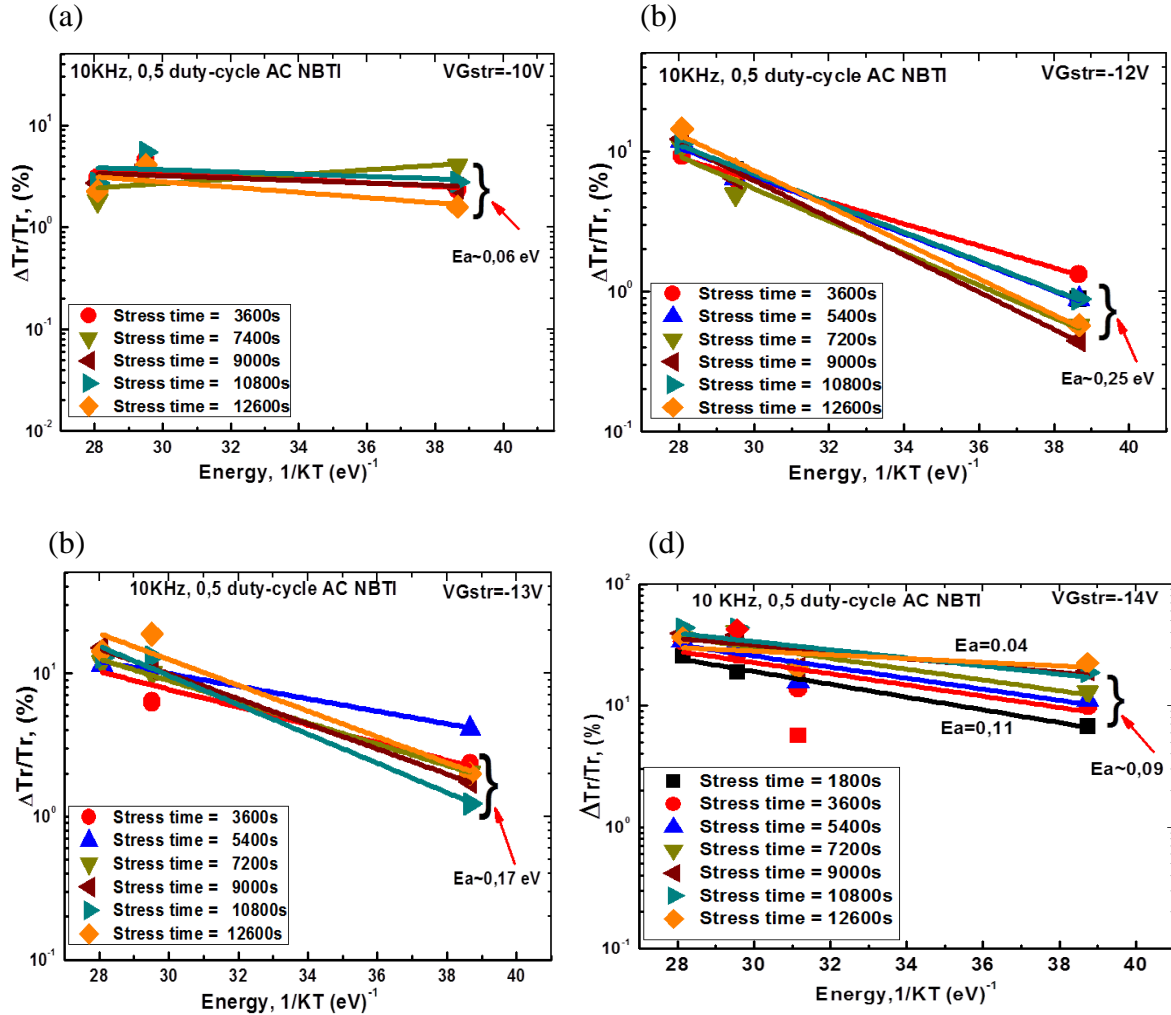 (a)
10KHz, 0,5 duty-cycle AC NBTI VGstr=-10V
10^1
10^0
10^-1
10^-2
ΔTr/Tr, (%)
Ea~0,06 eV
Stress time = 3600s
Stress time = 7400s
Stress time = 9000s
Stress time = 10800s
Stress time = 12600s
28 30 32 34 36 38 40
Energy, 1/KT (eV)^-1
(b)
10KHz, 0,5 duty-cycle AC NBTI VGstr=-12V
10^1
10^0
10^-1
ΔTr/Tr, (%)
Ea~0,25 eV
Stress time = 3600s
Stress time = 5400s
Stress time = 7200s
Stress time = 9000s
Stress time = 10800s
Stress time = 12600s
28 30 32 34 36 38 40
Energy, 1/KT (eV)^-1
(b)
10KHz, 0,5 duty-cycle AC NBTI VGstr=-13V
10^1
10^0
10^-1
ΔTr/Tr, (%)
Ea~0,17 eV
Stress time = 3600s
Stress time = 5400s
Stress time = 7200s
Stress time = 9000s
Stress time = 10800s
Stress time = 12600s
28 30 32 34 36 38 40
Energy, 1/KT (eV)^-1
(d)
10 KHz, 0,5 duty-cycle AC NBTI VGstr=-14V
10^2
10^1
10^0
10^-1
ΔTr/Tr, (%)
Ea=0.04
Ea=0,11
Ea~0,09
Stress time = 1800s
Stress time = 3600s
Stress time = 5400s
Stress time = 7200s
Stress time = 9000s
Stress time = 10800s
Stress time = 12600s
28 30 32 34 36 38 40
Energy,1/KT (eV)^-1